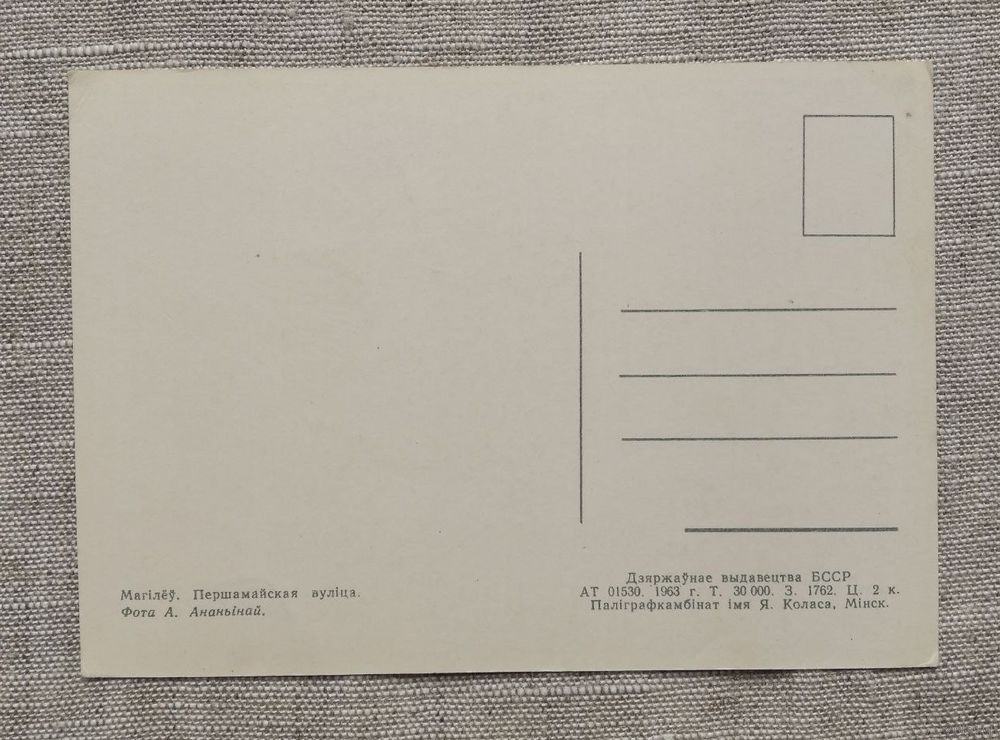 Магілёў. Першамайская вуліца.
Фота А. Ананьінай.
Дзяржаўнае выдавецтва БССР
АТ 01530. 1963 г. Т. 30 000. З. 1762. Ц. 2 к.
Паліграфкамбінат імя Я. Коласа, Мінск.